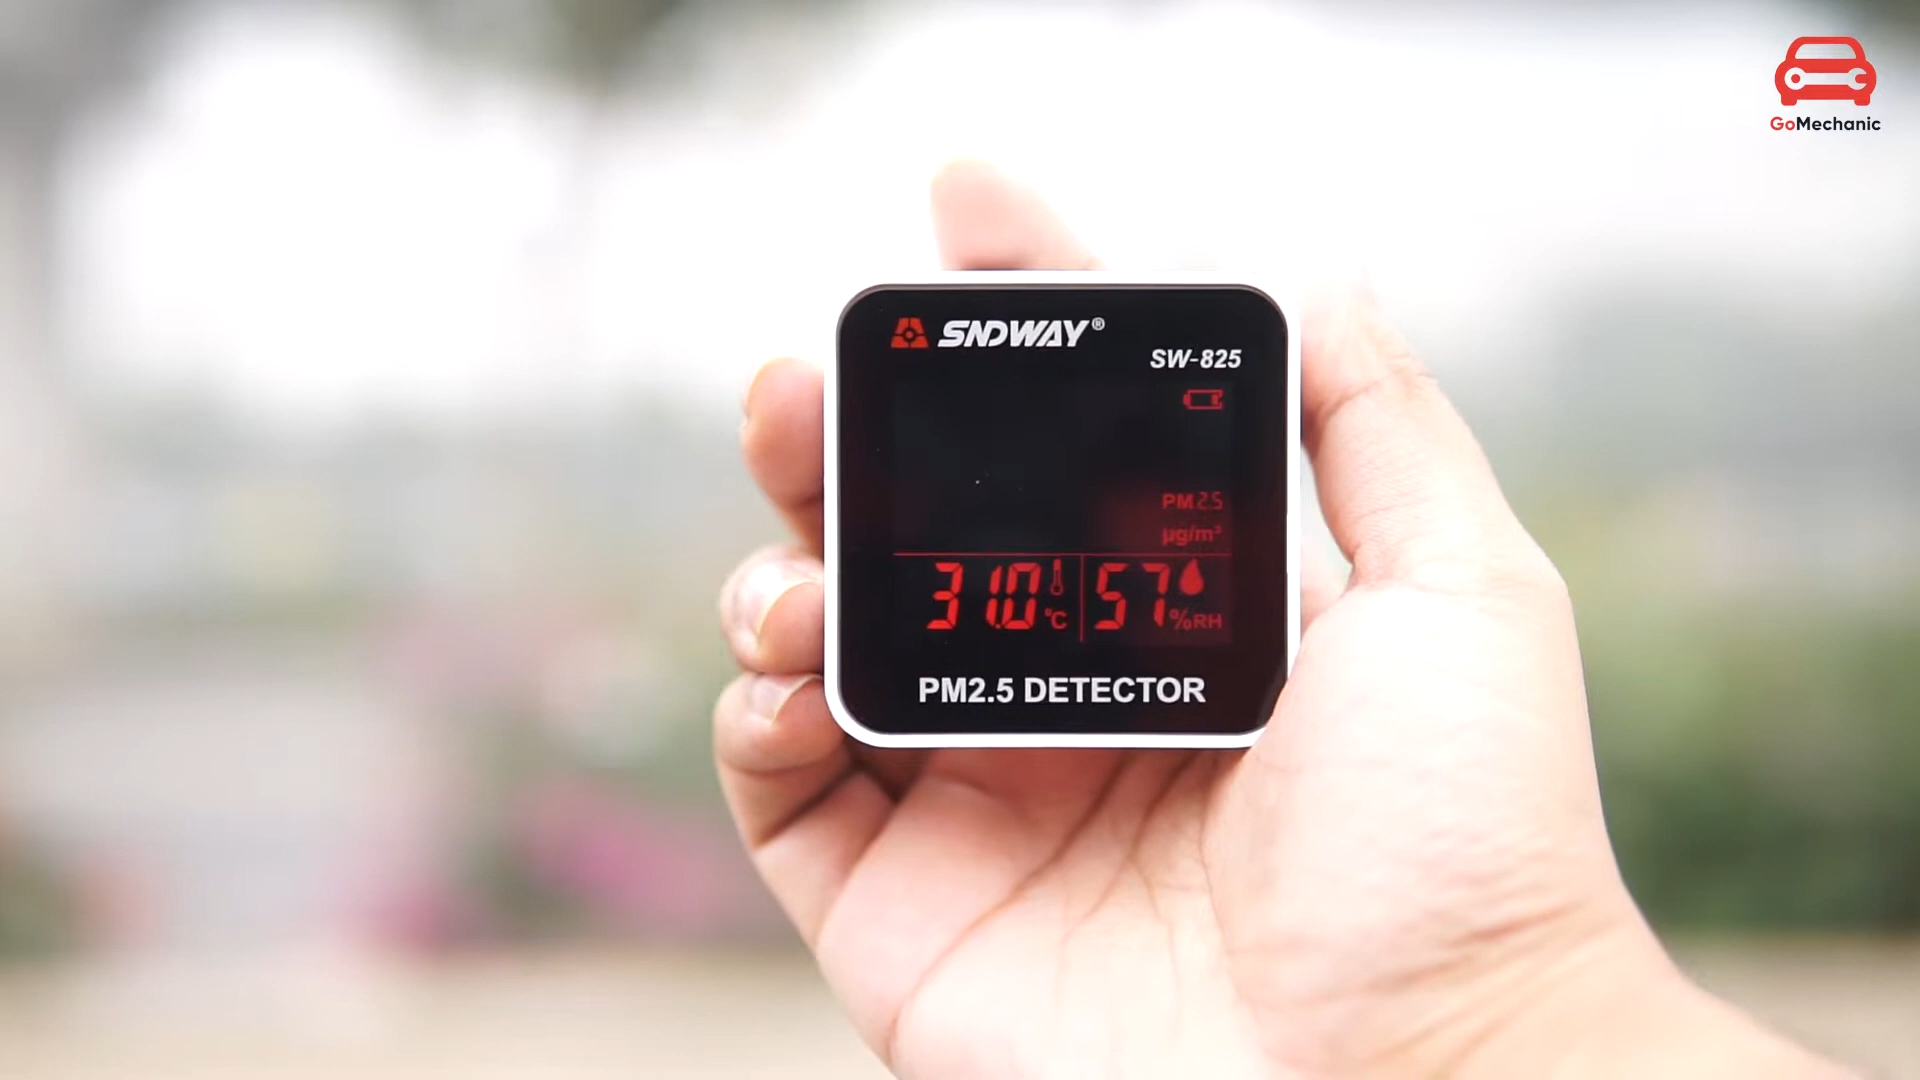 GoMechanic
SNDWAY®
SW-825
PM2.5
µg/m³
31.0 °C 57 %RH
PM2.5 DETECTOR